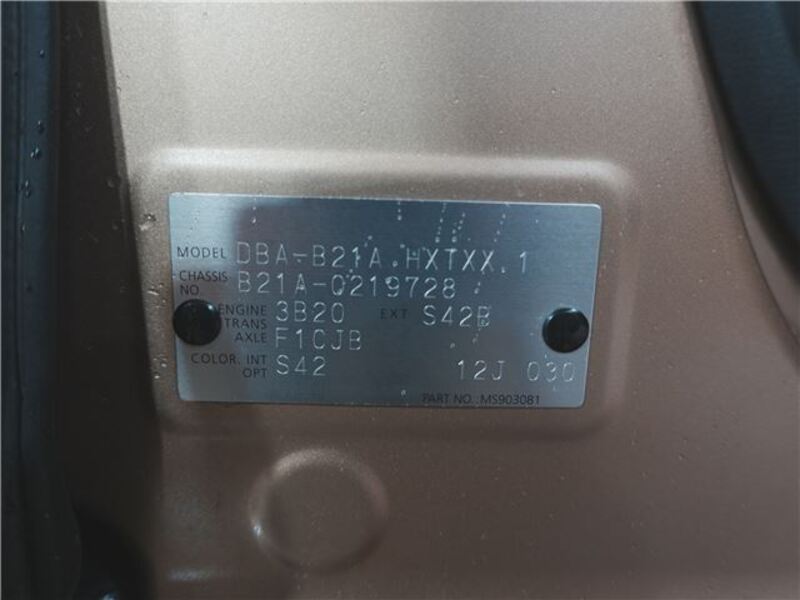 MODEL DBA-B21A.HXTXX.1
CHASSIS NO. B21A-0219728
ENGINE 3B20 EXT S42B
TRANS AXLE F1CJB
COLOR. INT OPT S42 12J 030
PART NO.:MS903081